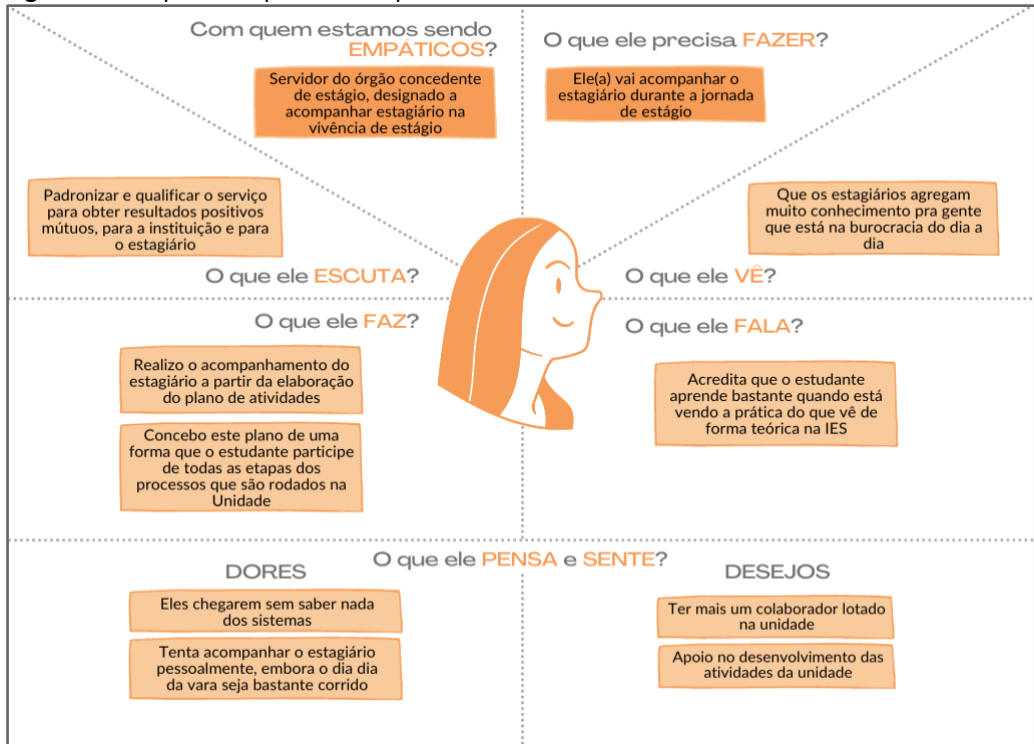 Com quem estamos sendo
EMPÁTICOS?
Servidor do órgão concedente
de estágio, designado a
acompanhar estagiário na
vivência de estágio
O que ele precisa FAZER?
Ele(a) vai acompanhar o
estagiário durante a jornada
de estágio
Padronizar e qualificar o serviço
para obter resultados positivos
mútuos, para a instituição e para
o estagiário
O que ele ESCUTA?
Que os estagiários agregam
muito conhecimento pra gente
que está na burocracia do dia a
dia
O que ele VÊ?
O que ele FAZ?
Realizo o acompanhamento do
estagiário a partir da elaboração
do plano de atividades
Concebo este plano de uma
forma que o estudante participe
de todas as etapas dos
processos que são rodados na
Unidade
O que ele FALA?
Acredita que o estudante
aprende bastante quando está
vendo a prática do que vê de
forma teórica na IES
O que ele PENSA e SENTE?
DORES
Eles chegarem sem saber nada
dos sistemas
Tenta acompanhar o estagiário
pessoalmente, embora o dia dia
da vara seja bastante corrido
DESEJOS
Ter mais um colaborador lotado
na unidade
Apoio no desenvolvimento das
atividades da unidade